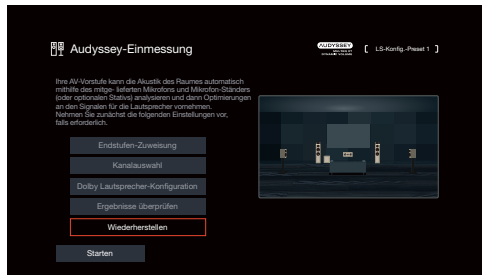 Audyssey-Einmessung
AUDYSSEY
[ LS-Konfig.-Preset 1 ]
Ihre AV-Vorstufe kann die Akustik des Raumes automatisch
mithilfe des mitge- lieferten Mikrofons und Mikrofon-Ständers
(oder optionalen Stativs) analysieren und dann Optimierungen
an den Signalen für die Lautsprecher vornehmen.
Nehmen Sie zunächst die folgenden Einstellungen vor,
falls erforderlich.
Endstufen-Zuweisung
Kanalauswahl
Dolby Lautsprecher-Konfiguration
Ergebnisse überprüfen
Wiederherstellen
Starten